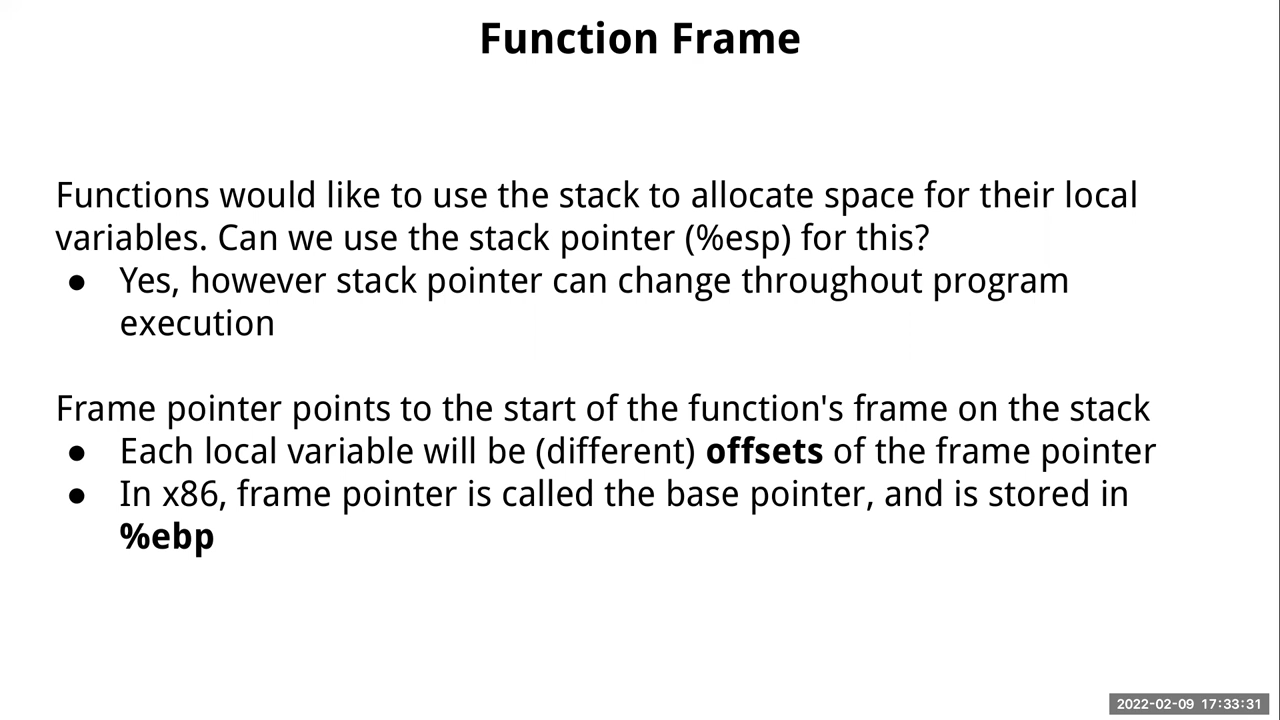 Function Frame
Functions would like to use the stack to allocate space for their local
variables. Can we use the stack pointer (%esp) for this?
● Yes, however stack pointer can change throughout program
execution
Frame pointer points to the start of the function's frame on the stack
● Each local variable will be (different) offsets of the frame pointer
● In x86, frame pointer is called the base pointer, and is stored in
%ebp
2022-02-09 17:33:31